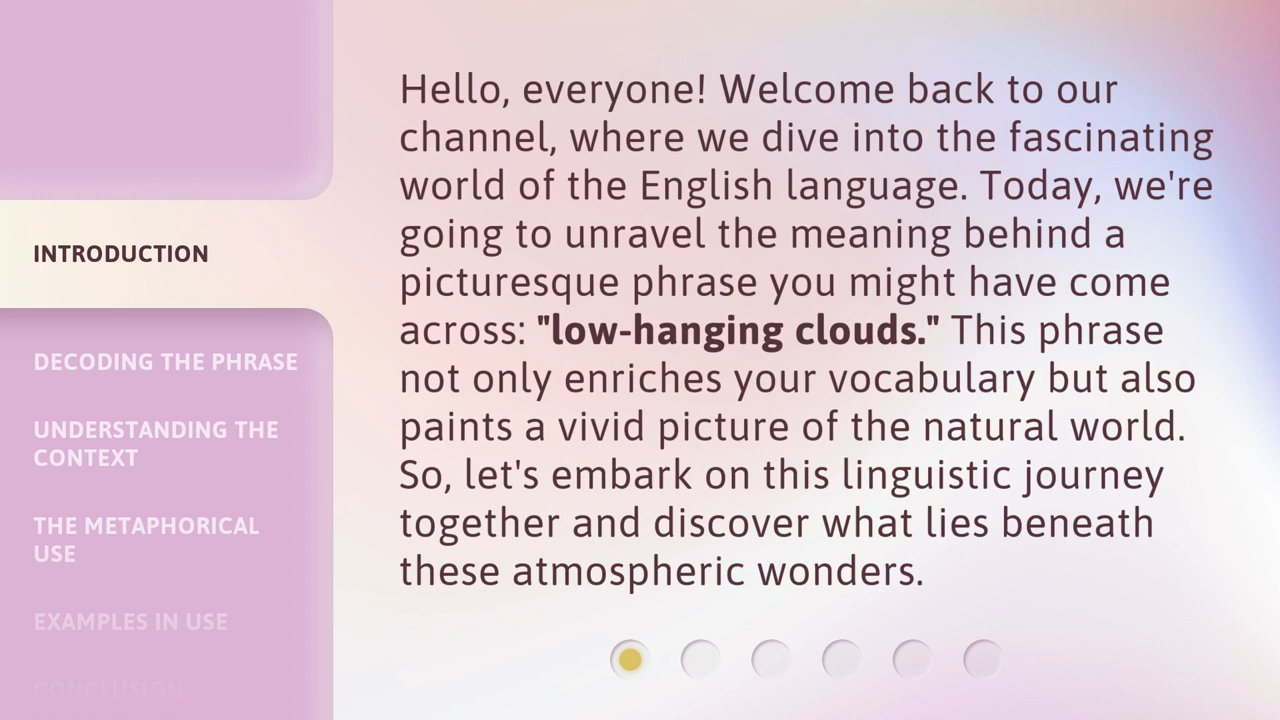 INTRODUCTION
DECODING THE PHRASE
UNDERSTANDING THE
CONTEXT
THE METAPHORICAL
USE
EXAMPLES IN USE
CONCLUSION
Hello, everyone! Welcome back to our
channel, where we dive into the fascinating
world of the English language. Today, we're
going to unravel the meaning behind a
picturesque phrase you might have come
across: "low-hanging clouds." This phrase
not only enriches your vocabulary but also
paints a vivid picture of the natural world.
So, let's embark on this linguistic journey
together and discover what lies beneath
these atmospheric wonders.